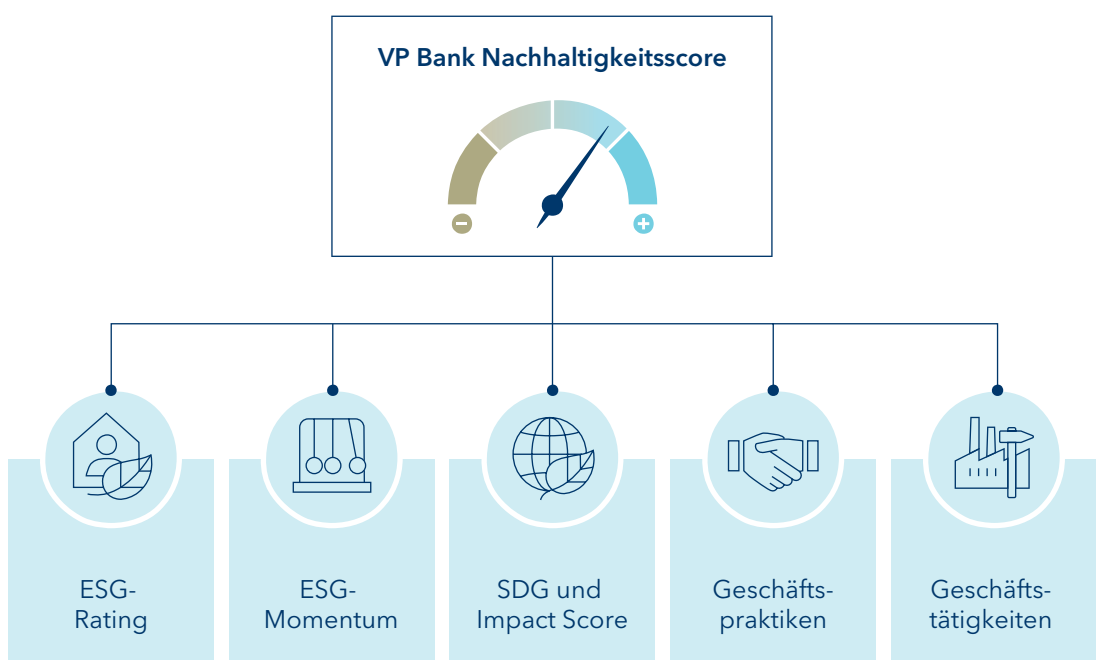 VP Bank Nachhaltigkeitsscore
ESG-
Rating
ESG-
Momentum
SDG und
Impact Score
Geschäfts-
praktiken
Geschäfts-
tätigkeiten